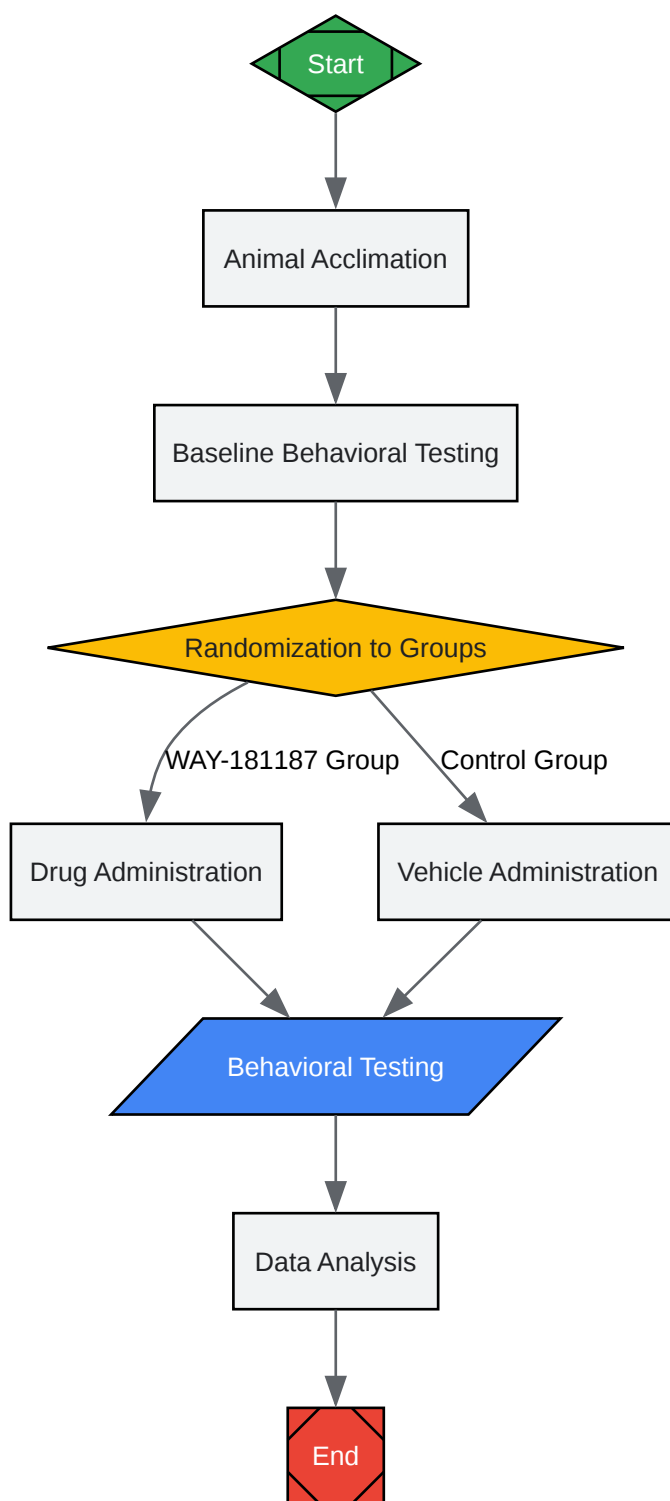 Start
Animal Acclimation
Baseline Behavioral Testing
Randomization to Groups
WAY-181187 Group
Control Group
Drug Administration
Vehicle Administration
Behavioral Testing
Data Analysis
End